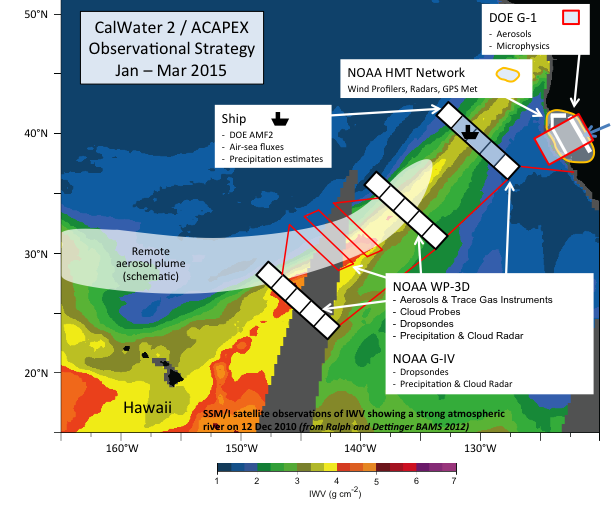 50°N
40°N
30°N
20°N
CalWater 2 / ACAPEX
Observational Strategy
Jan – Mar 2015
DOE G-1
- Aerosols
- Microphysics
NOAA HMT Network
Wind Profilers, Radars, GPS Met
Ship
- DOE AMF2
- Air-sea fluxes
- Precipitation estimates
Remote
aerosol plume
(schematic)
NOAA WP-3D
- Aerosols & Trace Gas Instruments
- Cloud Probes
- Dropsondes
- Precipitation & Cloud Radar
NOAA G-IV
- Dropsondes
- Precipitation & Cloud Radar
Hawaii
SSM/I satellite observations of IWV showing a strong atmospheric
river on 12 Dec 2010 (from Ralph and Dettinger BAMS 2012)
160°W 150°W 140°W 130°W
1 2 3 4 5 6 7
IWV (g cm-2)